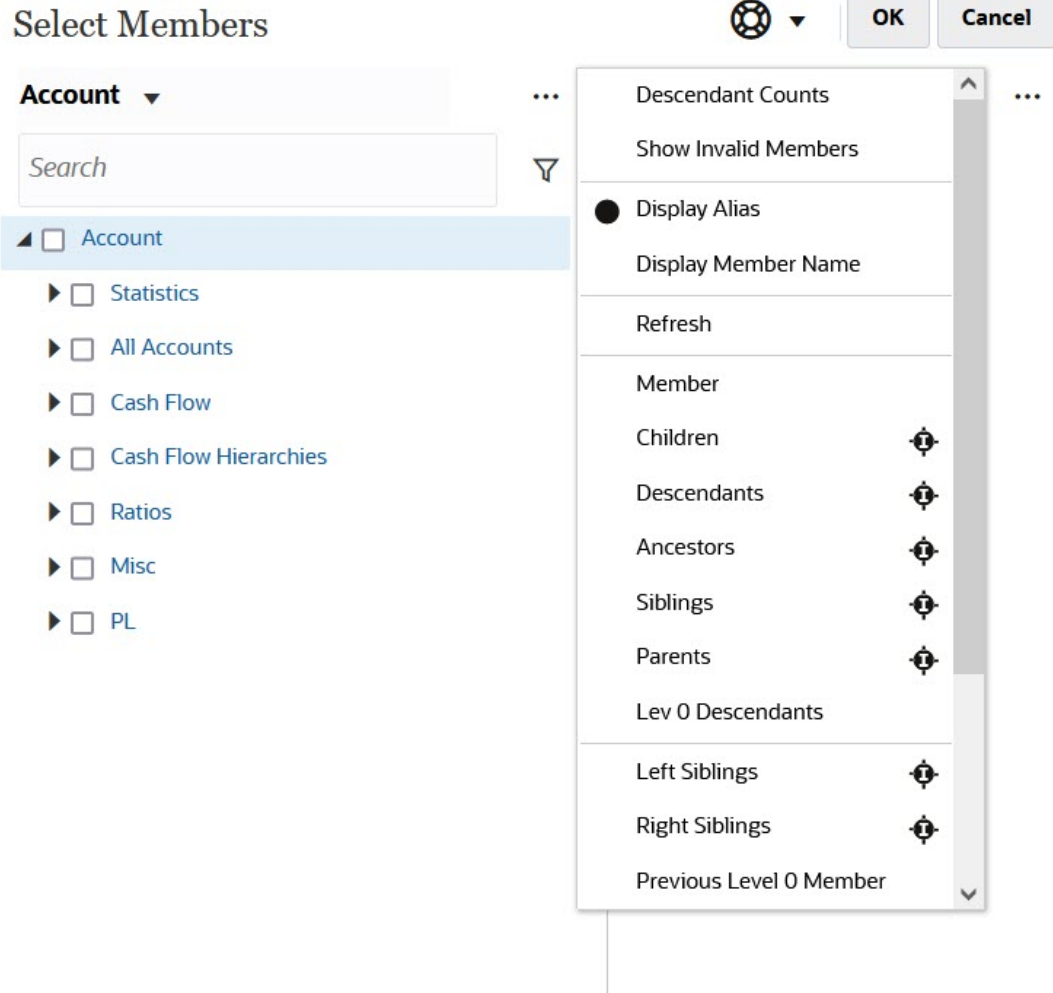 Select Members
OK
Cancel
Account
...
Search
Account
Statistics
All Accounts
Cash Flow
Cash Flow Hierarchies
Ratios
Misc
PL
Descendant Counts
Show Invalid Members
Display Alias
Display Member Name
Refresh
Member
Children
Descendants
Ancestors
Siblings
Parents
Lev 0 Descendants
Left Siblings
Right Siblings
Previous Level 0 Member
...